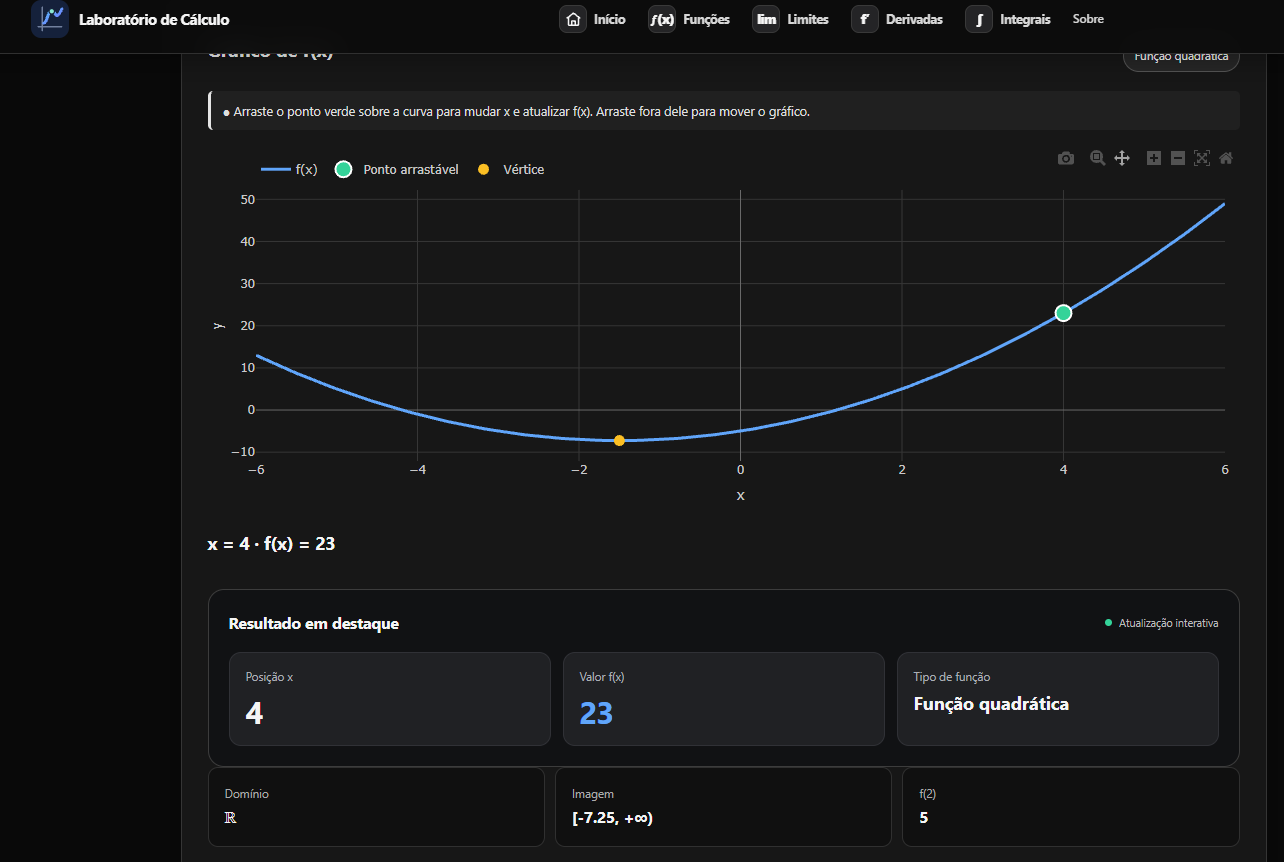 Laboratório de Cálculo
Início
f(x) Funções
lim Limites
f' Derivadas
∫ Integrais
Sobre
Gráfico de f(x)
Função quadrática
● Arraste o ponto verde sobre a curva para mudar x e atualizar f(x). Arraste fora dele para mover o gráfico.
f(x) Ponto arrastável Vértice
50
40
30
20
10
0
−10
y
−6 −4 −2 0 2 4 6
x
x = 4 · f(x) = 23
Resultado em destaque
Atualização interativa
Posição x
4
Valor f(x)
23
Tipo de função
Função quadrática
Domínio
ℝ
Imagem
[-7.25, +∞)
f(2)
5